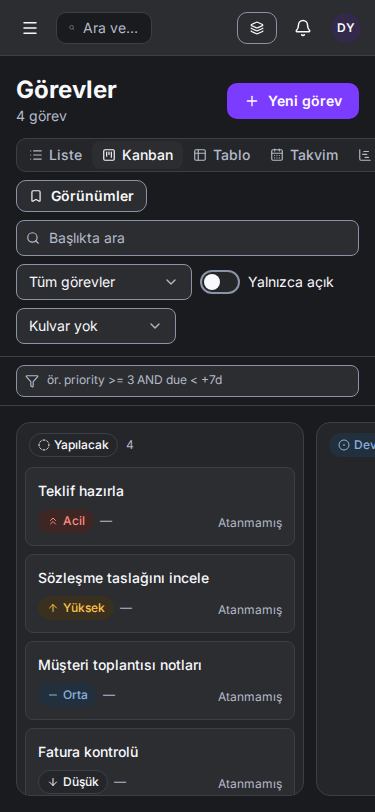 Ara ve...
DY
Görevler
4 görev
Yeni görev
Liste
Kanban
Tablo
Takvim
Görünümler
Başlıkta ara
Tüm görevler
Yalnızca açık
Kulvar yok
ör. priority >= 3 AND due < +7d
Yapılacak 4
Dev
Teklif hazırla
Acil —
Atanmamış
Sözleşme taslağını incele
Yüksek —
Atanmamış
Müşteri toplantısı notları
Orta —
Atanmamış
Fatura kontrolü
Düşük —
Atanmamış